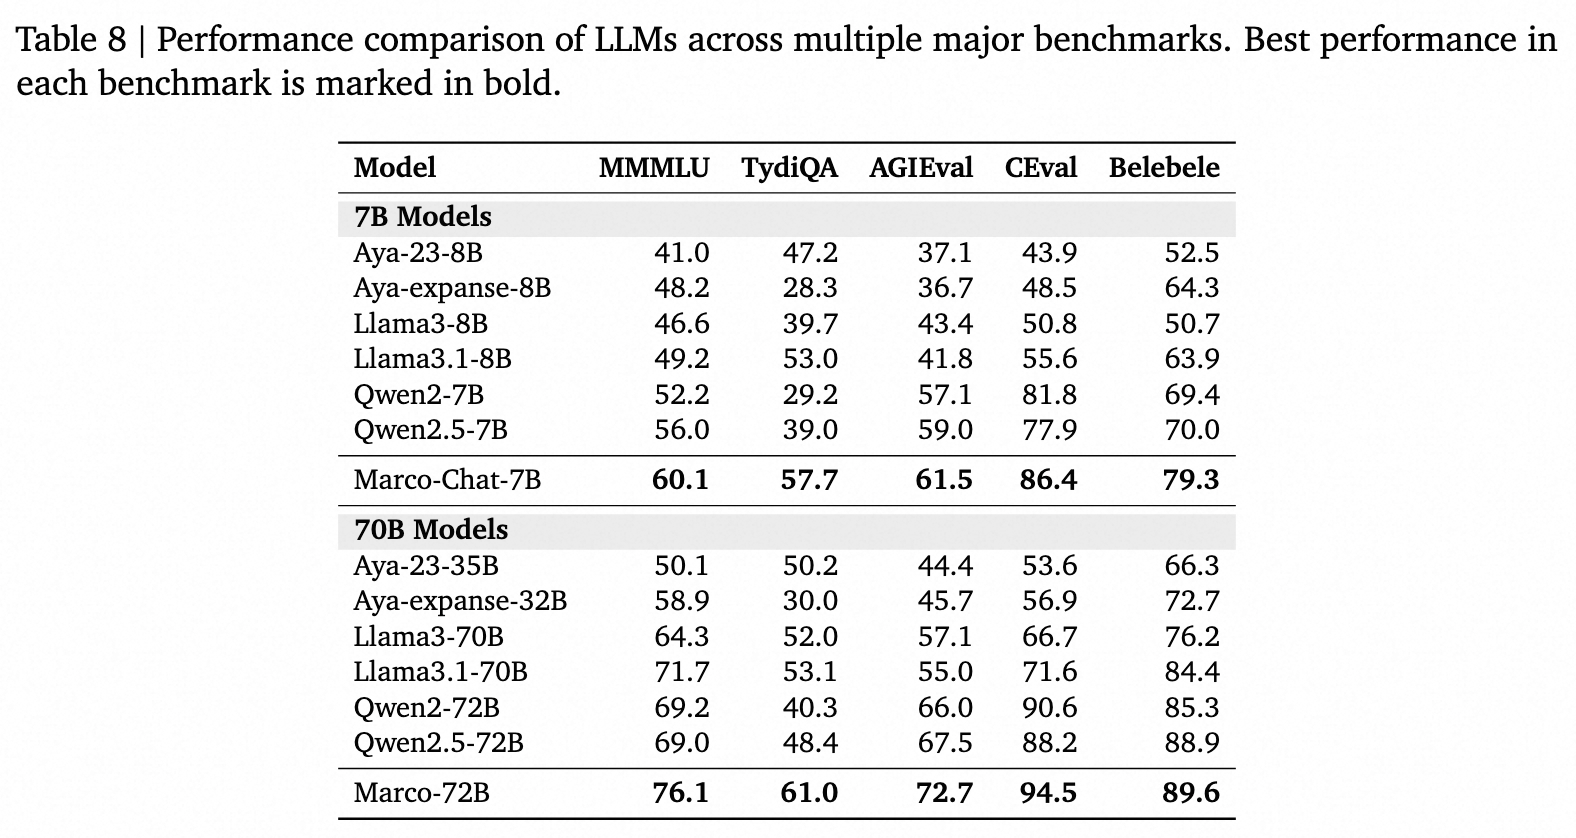 Table 8 | Performance comparison of LLMs across multiple major benchmarks. Best performance in
each benchmark is marked in bold.
Model MMMLU TydiQA AGIEval CEval Belebele
7B Models
Aya-23-8B 41.0 47.2 37.1 43.9 52.5
Aya-expanse-8B 48.2 28.3 36.7 48.5 64.3
Llama3-8B 46.6 39.7 43.4 50.8 50.7
Llama3.1-8B 49.2 53.0 41.8 55.6 63.9
Qwen2-7B 52.2 29.2 57.1 81.8 69.4
Qwen2.5-7B 56.0 39.0 59.0 77.9 70.0
Marco-Chat-7B 60.1 57.7 61.5 86.4 79.3
70B Models
Aya-23-35B 50.1 50.2 44.4 53.6 66.3
Aya-expanse-32B 58.9 30.0 45.7 56.9 72.7
Llama3-70B 64.3 52.0 57.1 66.7 76.2
Llama3.1-70B 71.7 53.1 55.0 71.6 84.4
Qwen2-72B 69.2 40.3 66.0 90.6 85.3
Qwen2.5-72B 69.0 48.4 67.5 88.2 88.9
Marco-72B 76.1 61.0 72.7 94.5 89.6